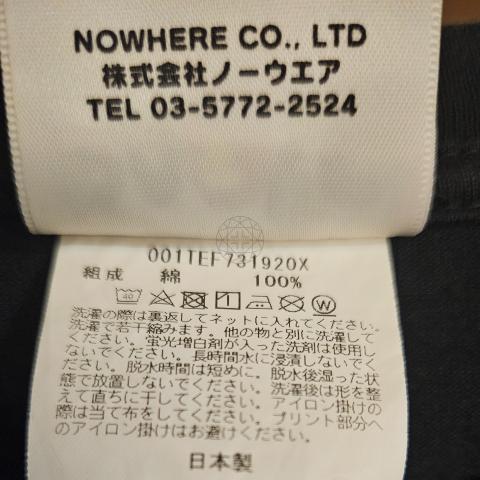 NOWHERE CO., LTD
株式会社ノーウエア
TEL 03-5772-2524
001TEF731920X
組成 綿 100%
40 W
洗濯の際は裏返してネットに入れてください。
洗濯で若干縮みます。他の物と別に洗濯して
ください。蛍光増白剤が入った洗剤は使用し
ないでください。長時間水に浸漬しないでく
ださい。脱水時間は短めに。脱水後湿った状
態で放置しないでください。洗濯後は形を整
えて直ちに干してください。アイロン掛けの
際は当て布をしてください。プリント部分へ
のアイロン掛けはお避けください。
日本製